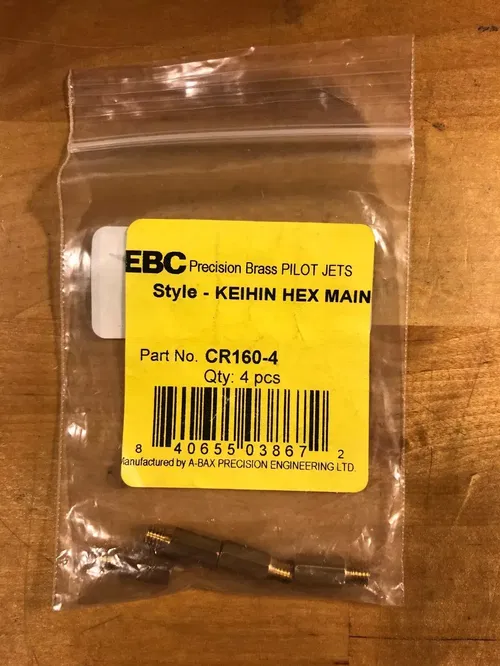 EBC Precision Brass PILOT JETS
Style - KEIHIN HEX MAIN
Part No. CR160-4
Qty: 4 pcs
8 40655 03867 2
Manufactured by A-BAX PRECISION ENGINEERING LTD.